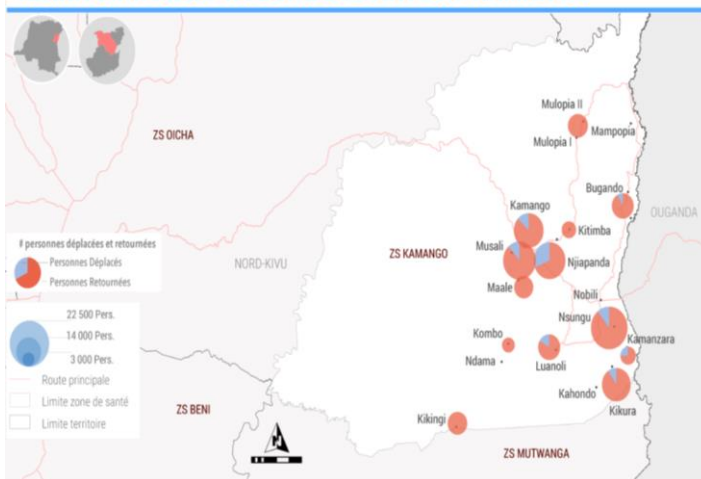 Mulopia II
Mampopia
Mulopia I
ZS OICHA
Bugando
Kamango
OUGANDA
# personnes déplacées et retournées
Kitimba
Personnes Déplacés
NORD-KIVU
Musali
ZS KAMANGO
Njiapanda
Personnes Retournées
Maale
Nobili
22 500 Pers.
Nsungu
14 000 Pers.
Kombo
Kamanzara
3 000 Pers.
Ndama
Luanoli
Route principale
Kahondo
Limite zone de santé
ZS BENI
Kikura
Kikingi
Limite territoire
ZS MUTWANGA